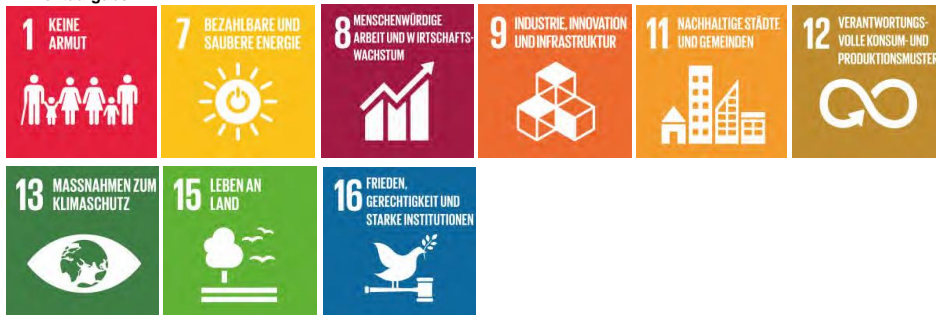 1 KEINE
ARMUT
7 BEZAHLBARE UND
SAUBERE ENERGIE
8 MENSCHENWÜRDIGE
ARBEIT UND WIRTSCHAFTS-
WACHSTUM
9 INDUSTRIE, INNOVATION
UND INFRASTRUKTUR
11 NACHHALTIGE STÄDTE
UND GEMEINDEN
12 VERANTWORTUNGS-
VOLLE KONSUM- UND
PRODUKTIONSMUSTER
13 MASSNAHMEN ZUM
KLIMASCHUTZ
15 LEBEN AN
LAND
16 FRIEDEN,
GERECHTIGKEIT UND
STARKE INSTITUTIONEN